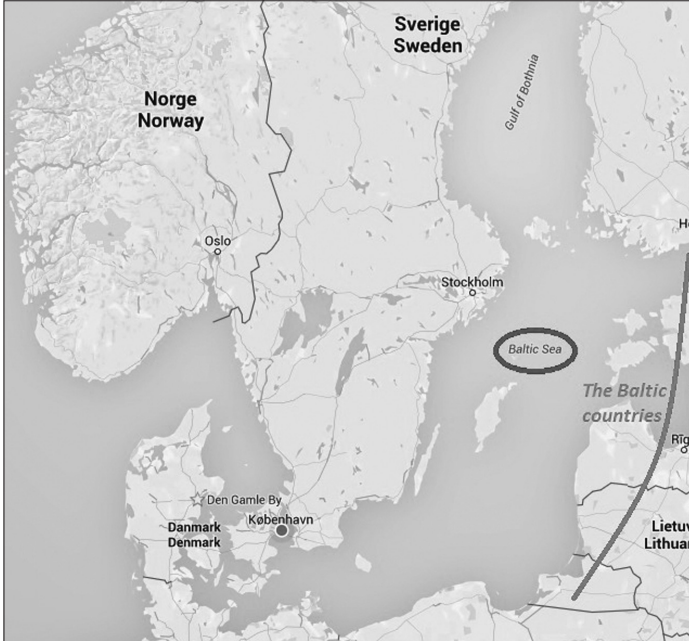 Sverige
Sweden
Gulf of Bothnia
Norge
Norway
Oslo
Stockholm
Baltic Sea
The Baltic
countries
Den Gamle By
København
Danmark
Denmark